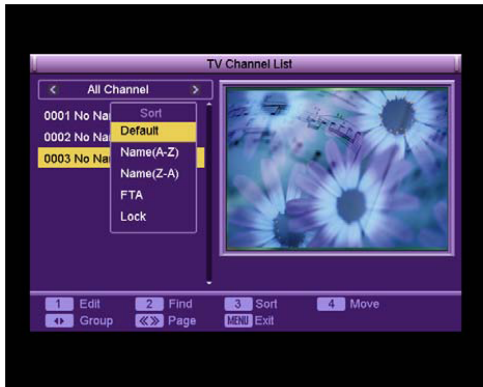 TV Channel List
All Channel
0001 No Na
0002 No Na
0003 No Na
Sort
Default
Name(A-Z)
Name(Z-A)
FTA
Lock
1 Edit 2 Find 3 Sort 4 Move
Group Page MENU Exit